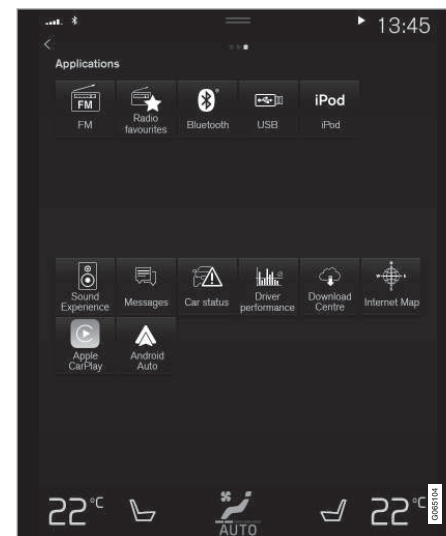 13:45
Applications
FM
FM
Radio
favourites
Bluetooth
USB
iPod
iPod
Sound
Experience
Messages
Car status
Driver
performance
Download
Centre
Internet Map
Apple
CarPlay
Android
Auto
22°C
AUTO
22°C
G065104